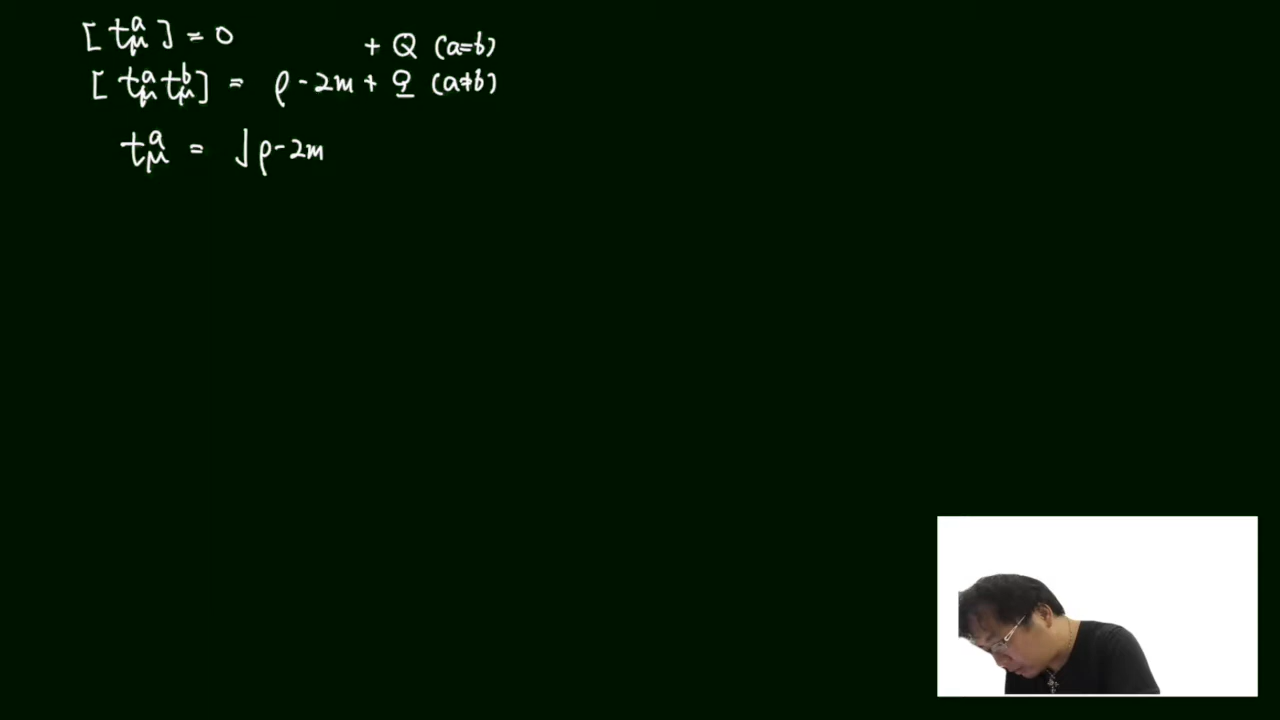 [ t^a_μ ] = 0
+ Q (a=b)
[ t^a_μ t^b_μ ] = ρ - 2m + q (a≠b)
t^a_μ = √ρ - 2m